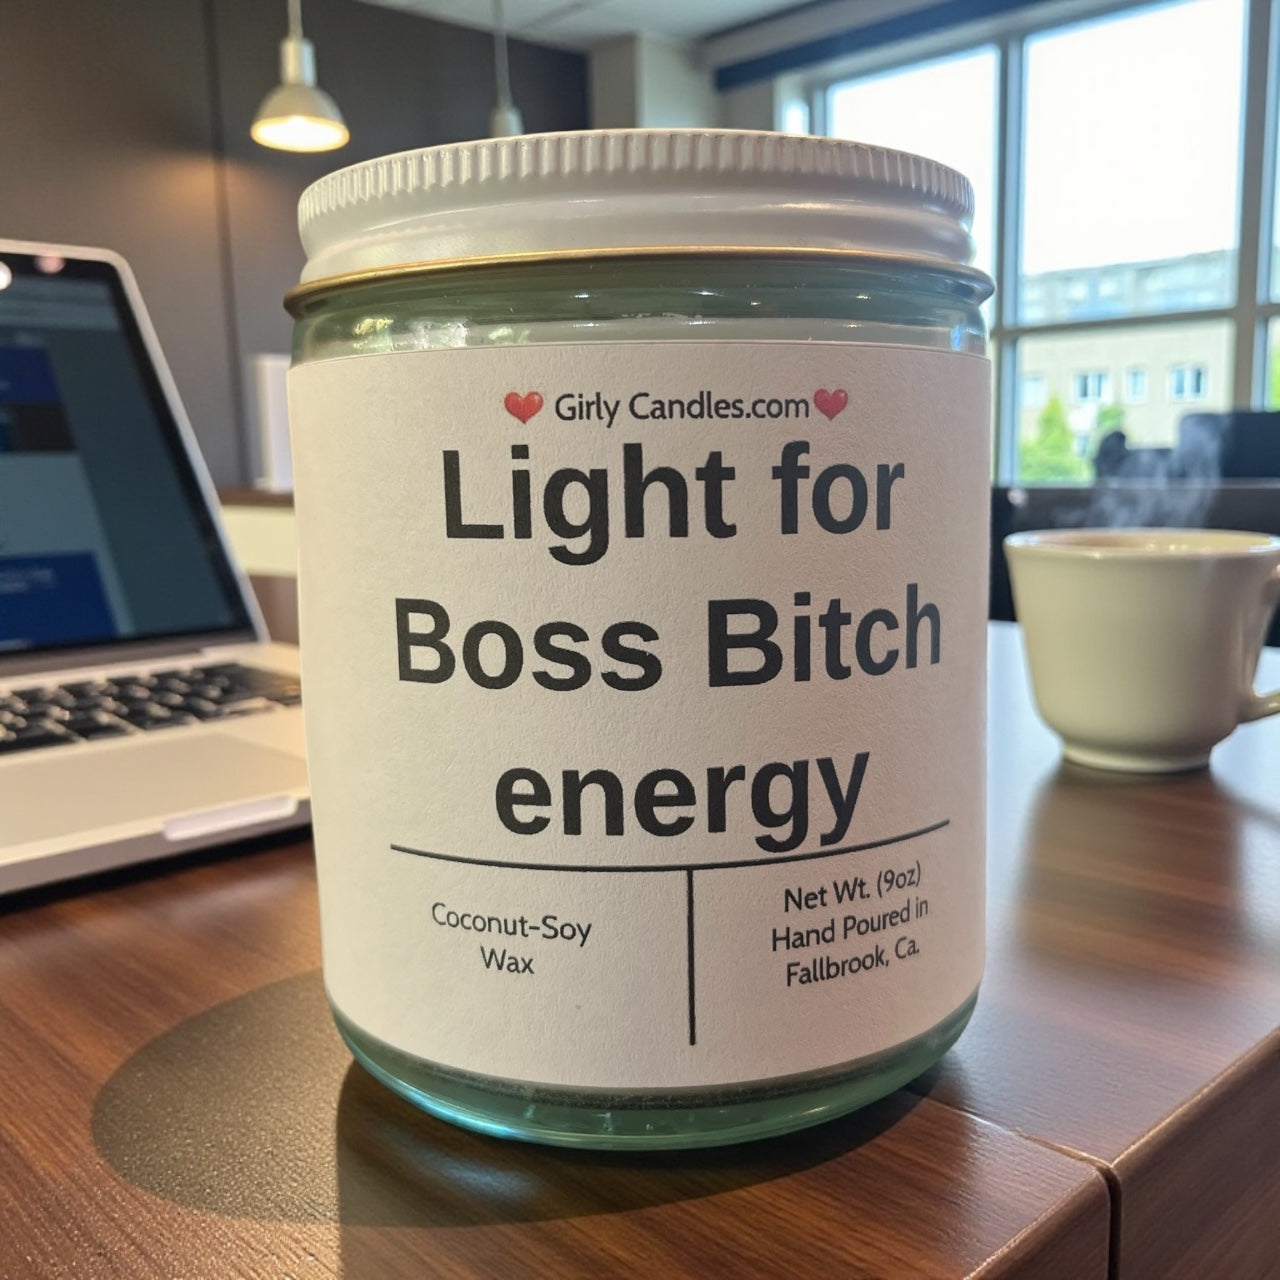 ❤️ Girly Candles.com ❤️
Light for
Boss Bitch
energy
Coconut-Soy
Wax
Net Wt. (9oz)
Hand Poured in
Fallbrook, Ca.